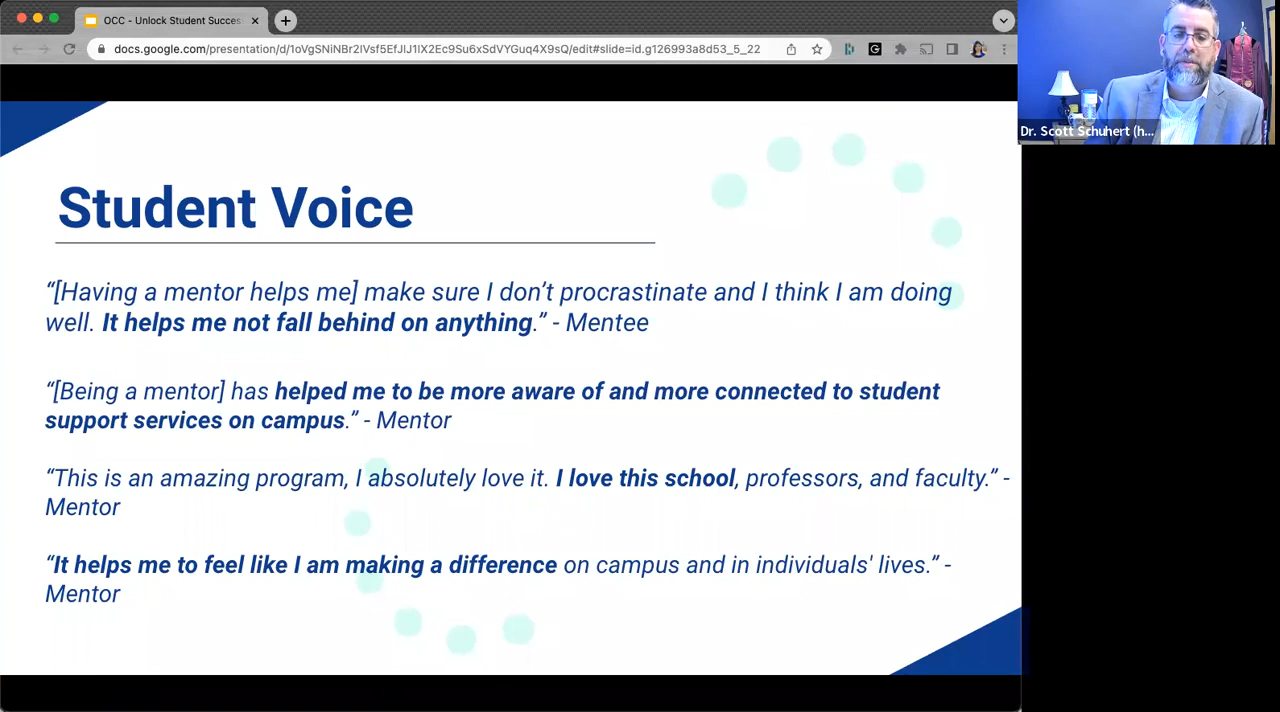 OCC - Unlock Student Succes
docs.google.com/presentation/d/1oVgSNiNBr2lVsf5EfJlJ1lX2Ec9Su6xSdVYGuq4X9sQ/edit#slide=id.g126993a8d53_5_22
Dr. Scott Schuhert (h...
Student Voice
“[Having a mentor helps me] make sure I don’t procrastinate and I think I am doing
well. It helps me not fall behind on anything.” - Mentee
“[Being a mentor] has helped me to be more aware of and more connected to student
support services on campus.” - Mentor
“This is an amazing program, I absolutely love it. I love this school, professors, and faculty.” -
Mentor
“It helps me to feel like I am making a difference on campus and in individuals' lives.” -
Mentor